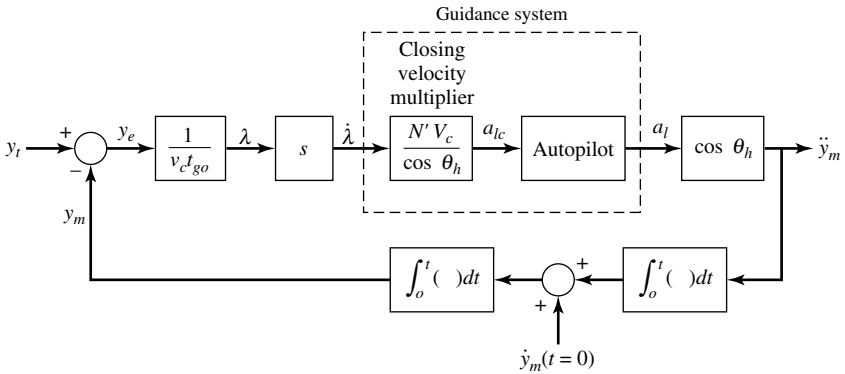 Guidance system
Closing
velocity
multiplier
y_t
+
−
y_e
1
v_c t_go
λ
s
λ̇
N′ V_c
cos θ_h
a_lc
Autopilot
a_l
cos θ_h
ÿ_m
y_m
∫_o^t ( )dt
+
+
∫_o^t ( )dt
ẏ_m(t = 0)